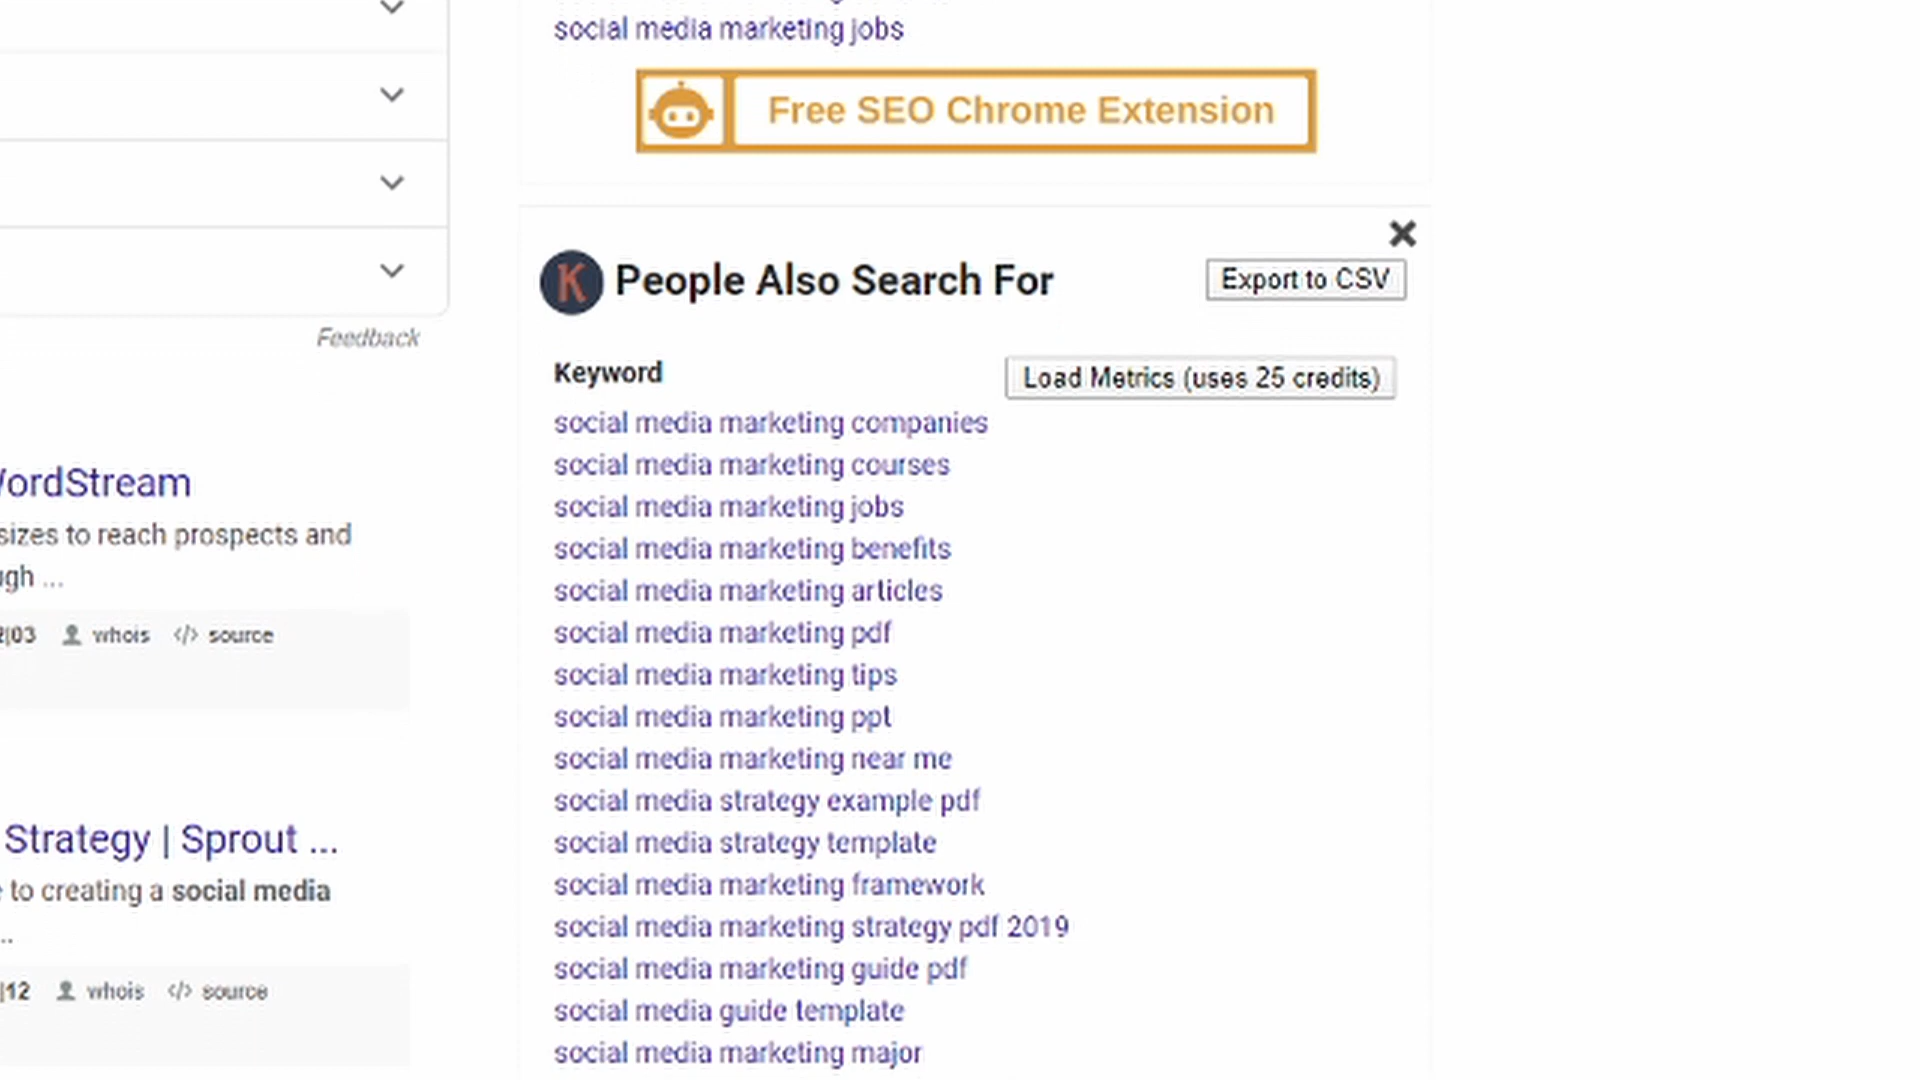 social media marketing jobs
Free SEO Chrome Extension
K People Also Search For
Export to CSV
Feedback
Keyword
Load Metrics (uses 25 credits)
social media marketing companies
social media marketing courses
social media marketing jobs
social media marketing benefits
social media marketing articles
social media marketing pdf
social media marketing tips
social media marketing ppt
social media marketing near me
social media strategy example pdf
social media strategy template
social media marketing framework
social media marketing strategy pdf 2019
social media marketing guide pdf
social media guide template
social media marketing major
WordStream
sizes to reach prospects and
...
|03 whois </> source
Strategy | Sprout ...
to creating a social media
..
|12 whois </> source